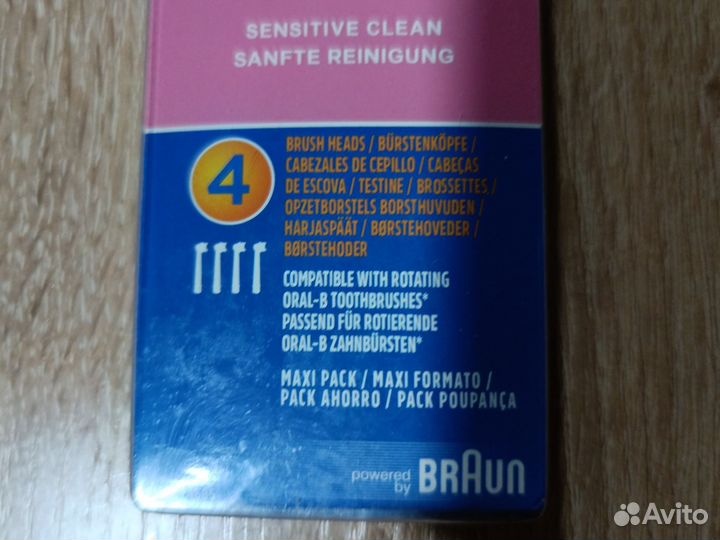 SENSITIVE CLEAN
SANFTE REINIGUNG
4
BRUSH HEADS / BÜRSTENKÖPFE /
CABEZALES DE CEPILLO / CABEÇAS
DE ESCOVA / TESTINE / BROSSETTES /
OPZETBORSTELS BORSTHUVUDEN /
HARJASPÄÄT / BØRSTEHOVEDER /
BØRSTEHODER
COMPATIBLE WITH ROTATING
ORAL-B TOOTHBRUSHES*
PASSEND FÜR ROTIERENDE
ORAL-B ZAHNBÜRSTEN*
MAXI PACK / MAXI FORMATO /
PACK AHORRO / PACK POUPANÇA
powered
by BRAUN
Avito